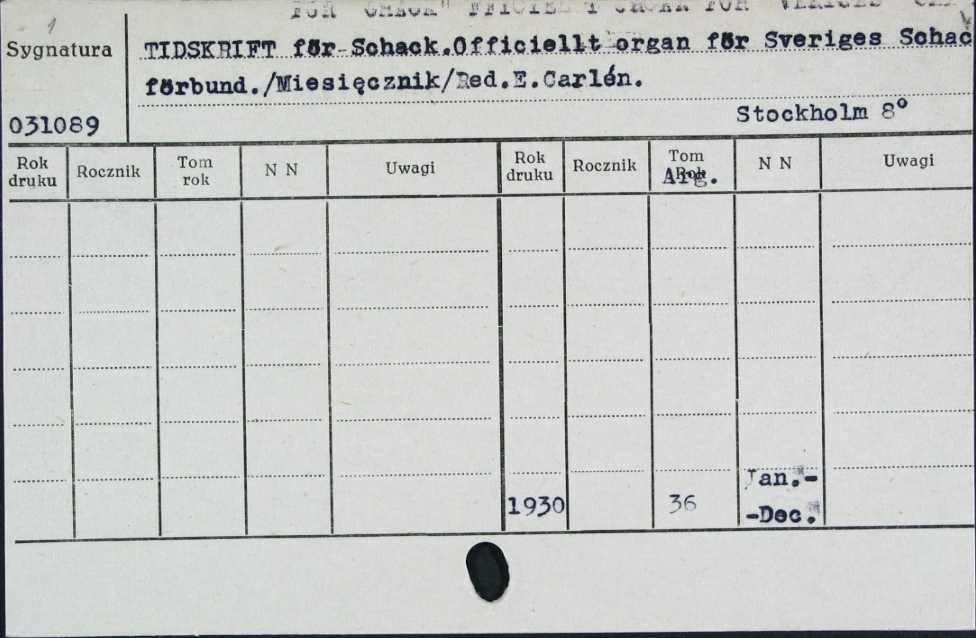 1
Sygnatura
TIDSKRIFT för Schack.Officiellt organ för Sveriges Schac
förbund./Miesięcznik/Red.E.Carlén.
031089
Stockholm 8°
Rok druku Rocznik Tom rok N N Uwagi Rok druku Rocznik Tom Rok Arg. N N Uwagi
Jan.-
1930 36
-Dec.